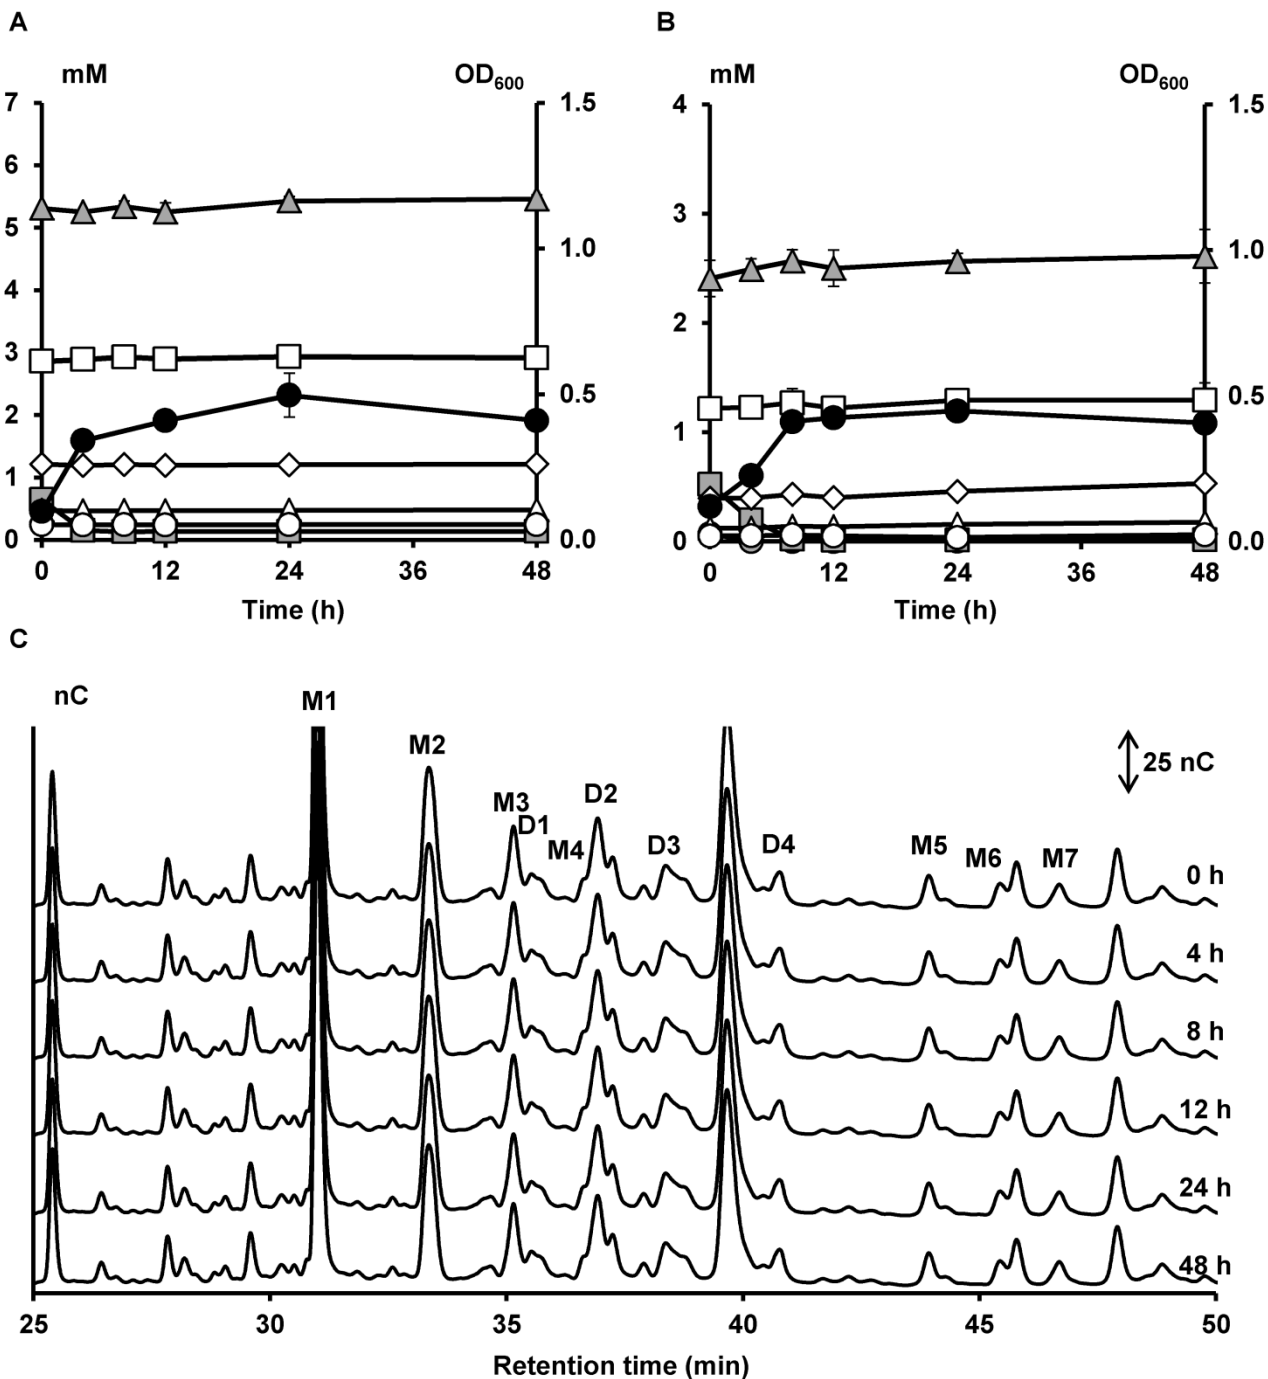 A B
mM OD600 mM OD600
7 1.5 4 1.5
6
5 1.0 3 1.0
4
3 2
2 0.5 1 0.5
1
0 0.0 0 0.0
0 12 24 36 48 0 12 24 36 48
Time (h) Time (h)
C
nC M1
M2 25 nC
M3 D1 M4 D2 D3 D4 M5 M6 M7
0 h
4 h
8 h
12 h
24 h
48 h
25 30 35 40 45 50
Retention time (min)